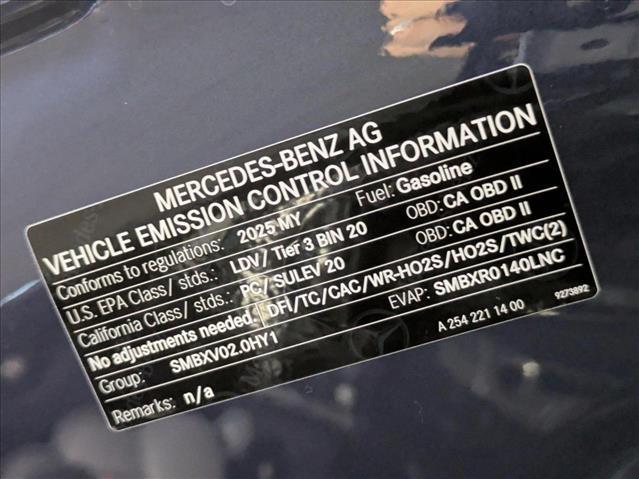 MERCEDES-BENZ AG
VEHICLE EMISSION CONTROL INFORMATION
Conforms to regulations: 2025 MY Fuel: Gasoline
U.S. EPA Class/ stds.: LDV/ Tier 3 BIN 20 OBD: CA OBD II
California Class/ stds.: PC/ SULEV 20 OBD: CA OBD II
No adjustments needed. DFI/TC/CAC/WR-HO2S/HO2S/TWC(2)
Group: SMBXV02.0HY1 EVAP: SMBXR0140LNC
Remarks: n/a A 254 221 14 00 9273892